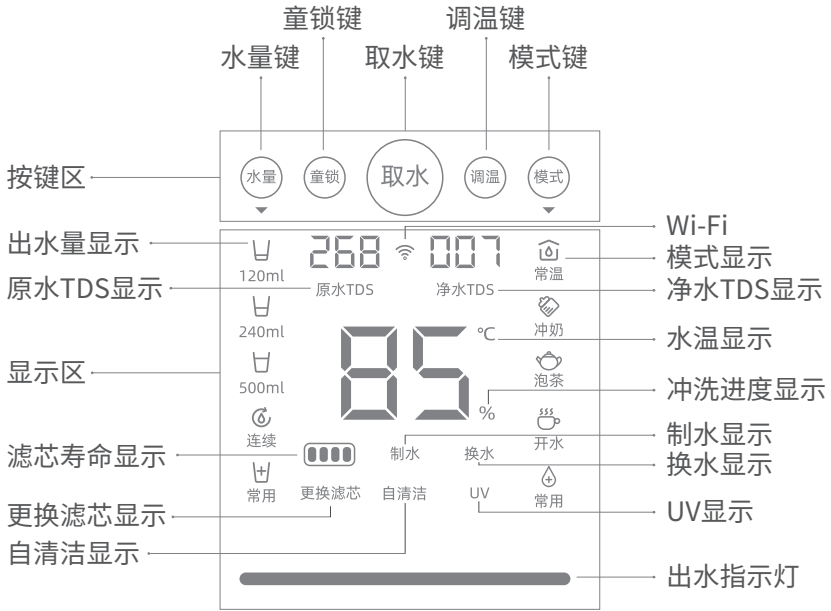 童锁键 调温键
水量键 取水键 模式键
按键区 水量 童锁 取水 调温 模式
Wi-Fi
出水量显示 268 007 模式显示
120ml 常温
原水TDS显示 原水TDS 净水TDS 净水TDS显示
240ml 冲奶
85 ℃ 水温显示
显示区 泡茶
500ml % 冲洗进度显示
连续 开水
制水显示
滤芯寿命显示 制水 换水 换水显示
常用 更换滤芯 自清洁 UV 常用
更换滤芯显示 UV显示
自清洁显示
出水指示灯